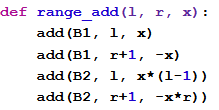 def range_add(l, r, x):
    add(B1, l, x)
    add(B1, r+1, -x)
    add(B2, l, x*(l-1))
    add(B2, r+1, -x*r))